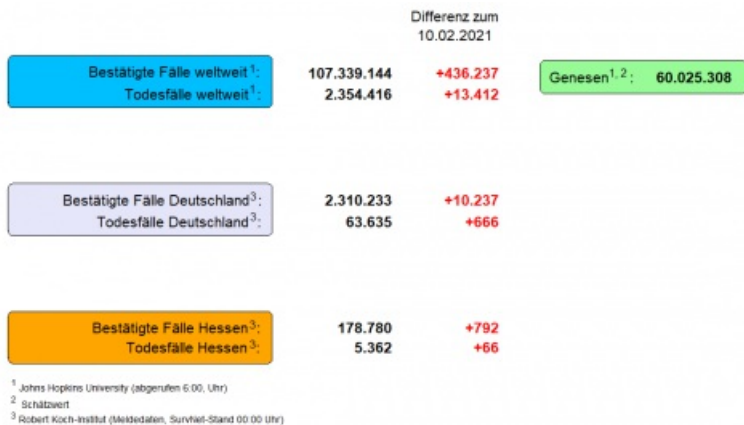 Differenz zum
10.02.2021
Bestätigte Fälle weltweit¹: 107.339.144 +436.237
Todesfälle weltweit¹: 2.354.416 +13.412
Genesen¹,²: 60.025.308
Bestätigte Fälle Deutschland³: 2.310.233 +10.237
Todesfälle Deutschland³: 63.635 +666
Bestätigte Fälle Hessen³: 178.780 +792
Todesfälle Hessen³: 5.362 +66
¹ Johns Hopkins University (abgerufen 6:00, Uhr)
² Schätzwert
³ Robert Koch-Institut (Meldedaten, SurvNet-Stand 00:00 Uhr)